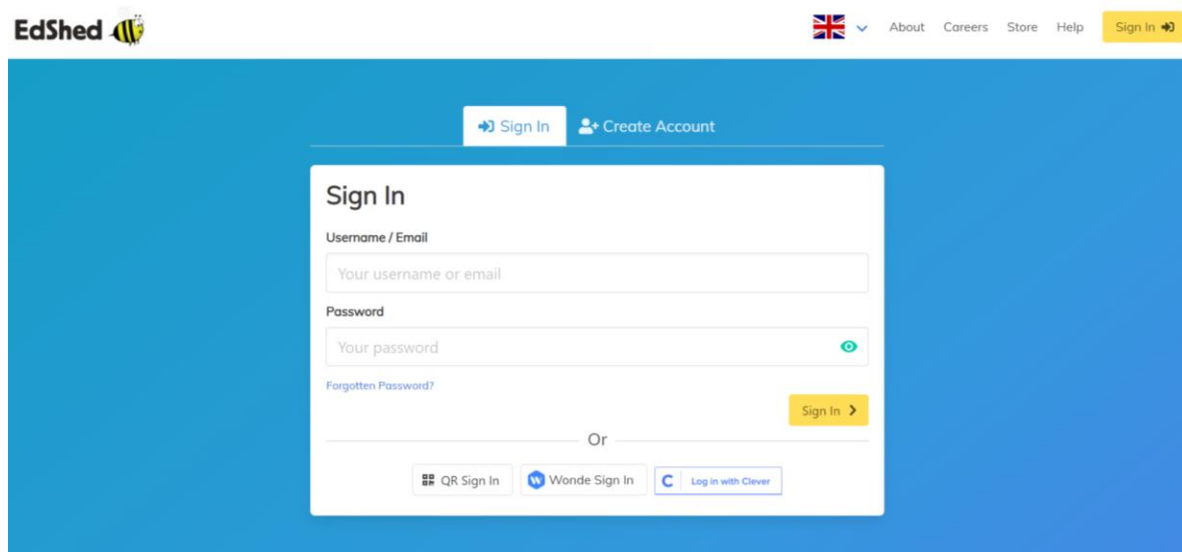 EdShed
About Careers Store Help Sign In
Sign In Create Account
Sign In
Username / Email
Your username or email
Password
Your password
Forgotten Password?
Sign In
Or
QR Sign In W Wonde Sign In C Log in with Clever